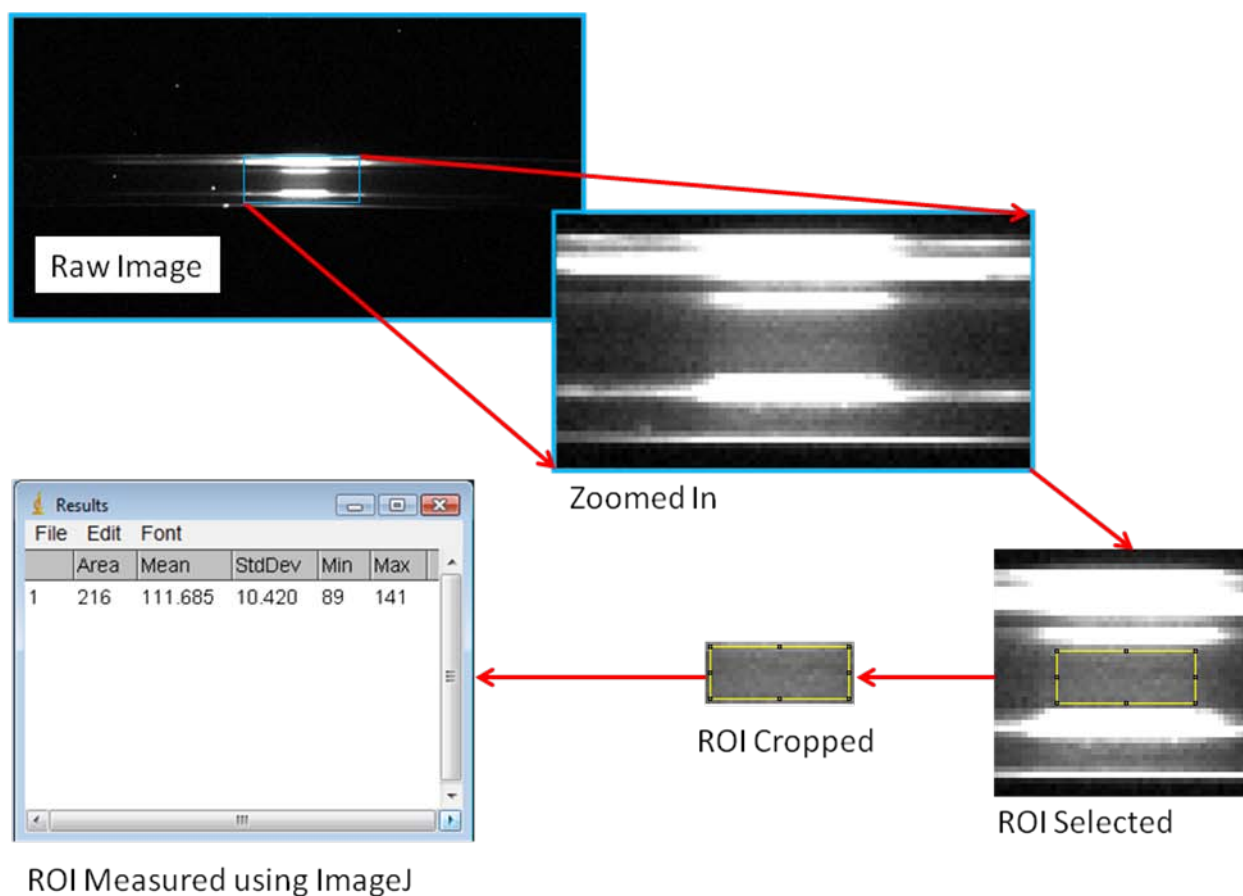 Raw Image
Zoomed In
Results
File Edit Font
Area Mean StdDev Min Max
1 216 111.685 10.420 89 141
ROI Cropped
ROI Selected
ROI Measured using ImageJ